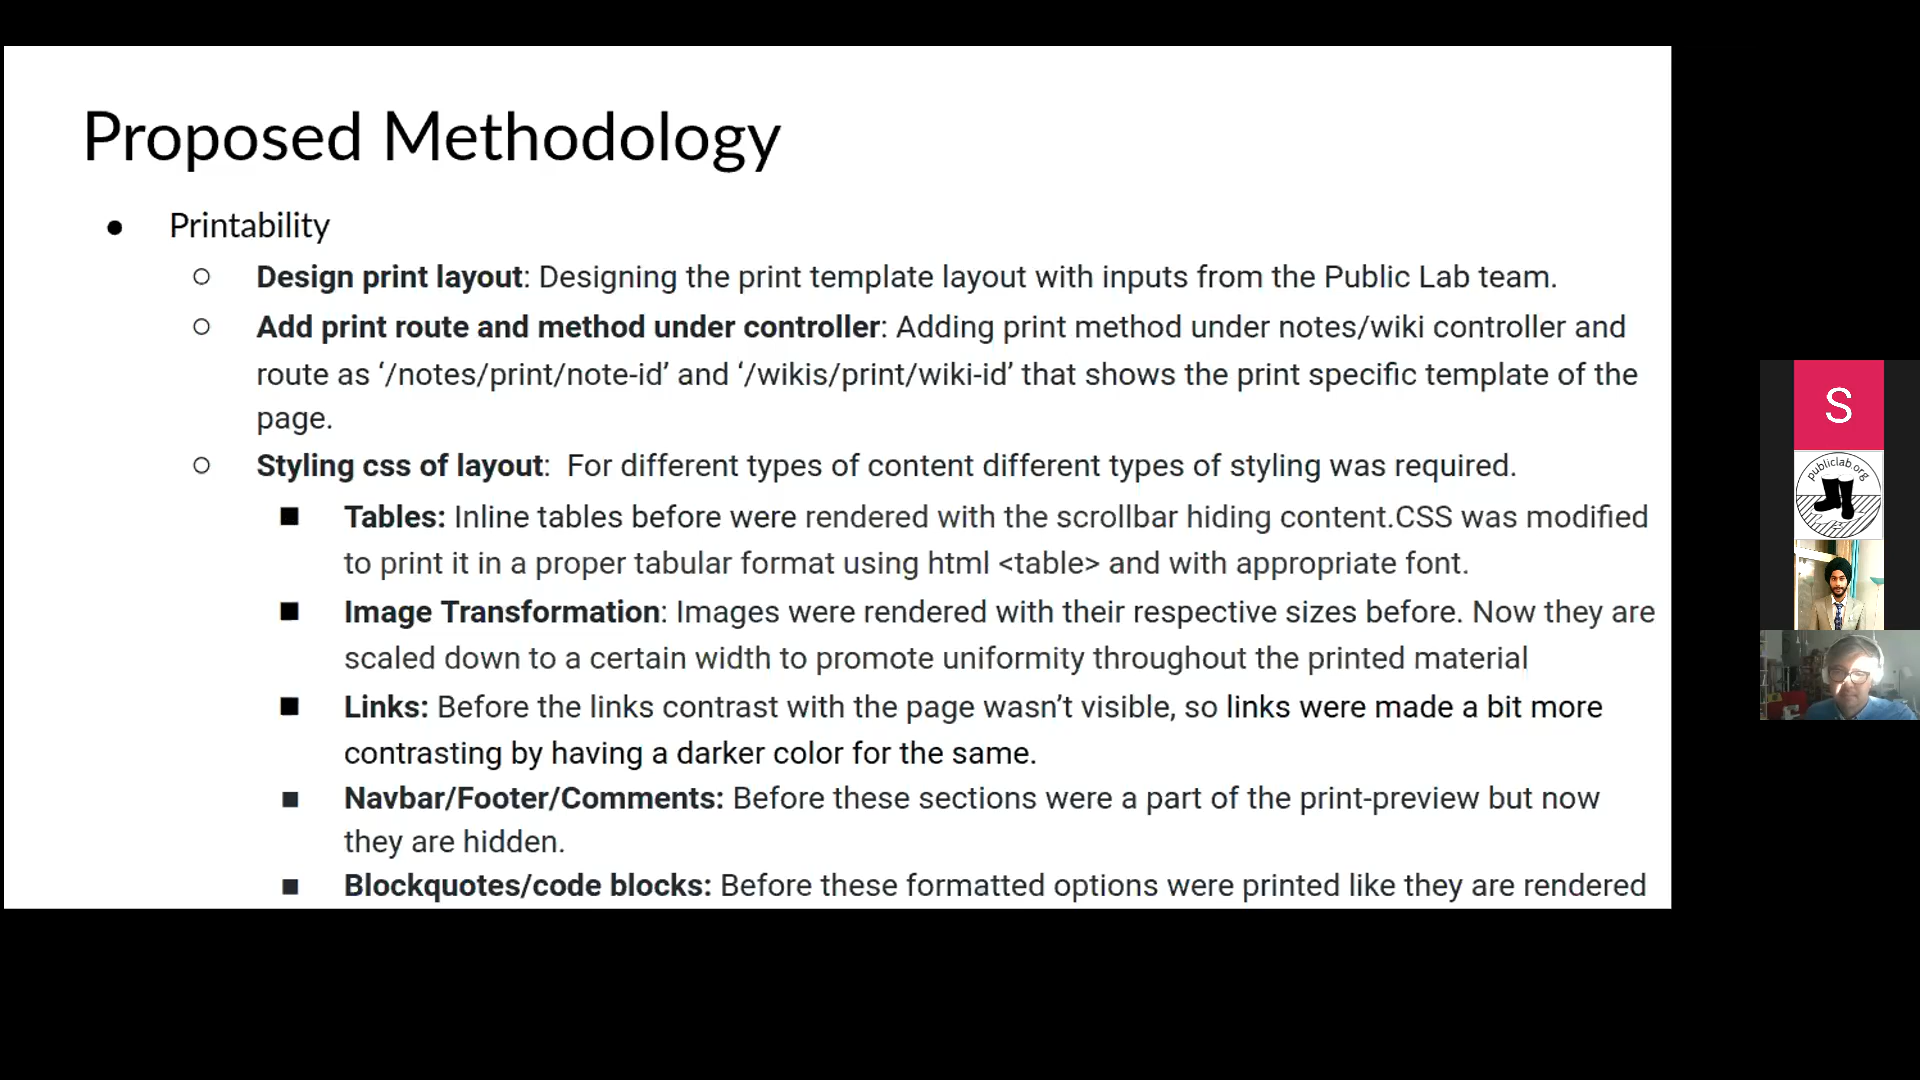 Proposed Methodology
● Printability
○ Design print layout: Designing the print template layout with inputs from the Public Lab team.
○ Add print route and method under controller: Adding print method under notes/wiki controller and
route as ‘/notes/print/note-id’ and ‘/wikis/print/wiki-id’ that shows the print specific template of the
page.
○ Styling css of layout: For different types of content different types of styling was required.
■ Tables: Inline tables before were rendered with the scrollbar hiding content.CSS was modified
to print it in a proper tabular format using html <table> and with appropriate font.
■ Image Transformation: Images were rendered with their respective sizes before. Now they are
scaled down to a certain width to promote uniformity throughout the printed material
■ Links: Before the links contrast with the page wasn’t visible, so links were made a bit more
contrasting by having a darker color for the same.
■ Navbar/Footer/Comments: Before these sections were a part of the print-preview but now
they are hidden.
■ Blockquotes/code blocks: Before these formatted options were printed like they are rendered
S
publiclab.org